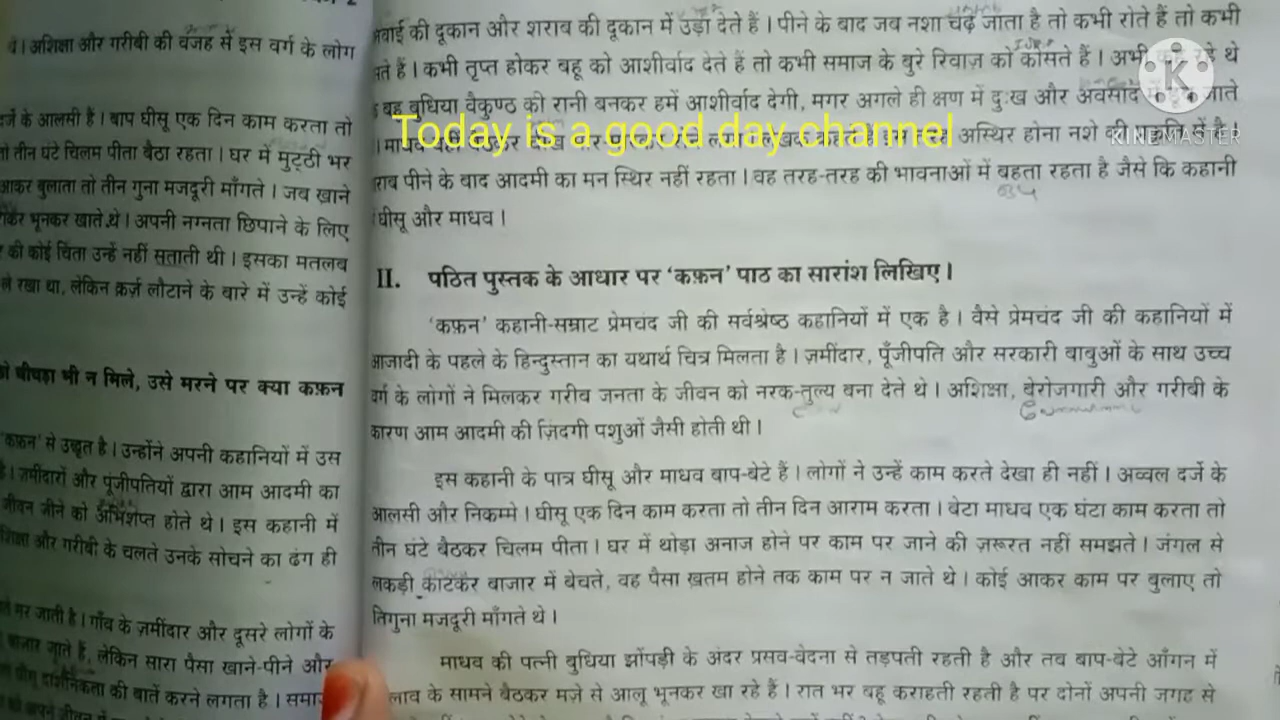 थे। अशिक्षा और गरीबी की वजह से इस वर्ग के लोग
दर्जे के आलसी हैं। बाप घीसू एक दिन काम करता तो
तो तीन घंटे चिलम पीता बैठा रहता। घर में मुट्ठी भर
आकर बुलाता तो तीन गुना मजदूरी माँगते। जब खाने
भूनकर खाते थे। अपनी नग्नता छिपाने के लिए
की कोई चिंता उन्हें नहीं सताती थी। इसका मतलब
ले रखा था, लेकिन क़र्ज़ लौटाने के बारे में उन्हें कोई
चीथड़ा भी न मिले, उसे मरने पर क्या कफ़न
'कफ़न' से उद्धृत है। उन्होंने अपनी कहानियों में उस
है। ज़मींदारों और पूंजीपतियों द्वारा आम आदमी का
जीवन जीने को अभिशप्त होते थे। इस कहानी में
अशिक्षा और गरीबी के चलते उनके सोचने का ढंग ही
मर जाती है। गाँव के ज़मींदार और दूसरे लोगों के
बाजार जाते हैं, लेकिन सारा पैसा खाने-पीने और
घीसू दार्शनिकता की बातें करने लगता है।
की दूकान और शराब की दूकान में उड़ा देते हैं। पीने के बाद जब नशा चढ़ जाता है तो कभी रोते हैं तो कभी
हैं। कभी तृप्त होकर बहू को आशीर्वाद देते हैं तो कभी समाज के बुरे रिवाज़ को कोसते हैं। अभी रहे थे
बह बुधिया वैकुण्ठ की रानी बनकर हमें आशीर्वाद देगी, मगर अगले ही क्षण में दुःख और अवसाद में जाते
अस्थिर होना नशे की प्रकृति में है।
Today is a good day channel
K
KINEMASTER
शराब पीने के बाद आदमी का मन स्थिर नहीं रहता। वह तरह-तरह की भावनाओं में बहता रहता है जैसे कि कहानी
घीसू और माधव।
II. पठित पुस्तक के आधार पर 'कफ़न' पाठ का सारांश लिखिए।
'कफ़न' कहानी-सम्राट प्रेमचंद जी की सर्वश्रेष्ठ कहानियों में एक है। वैसे प्रेमचंद जी की कहानियों में
आजादी के पहले के हिन्दुस्तान का यथार्थ चित्र मिलता है। ज़मींदार, पूँजीपति और सरकारी बाबुओं के साथ उच्च
वर्ग के लोगों ने मिलकर गरीब जनता के जीवन को नरक-तुल्य बना देते थे। अशिक्षा, बेरोजगारी और गरीबी के
कारण आम आदमी की ज़िंदगी पशुओं जैसी होती थी।
इस कहानी के पात्र घीसू और माधव बाप-बेटे हैं। लोगों ने उन्हें काम करते देखा ही नहीं। अव्वल दर्जे के
आलसी और निकम्मे। घीसू एक दिन काम करता तो तीन दिन आराम करता। बेटा माधव एक घंटा काम करता तो
तीन घंटे बैठकर चिलम पीता। घर में थोड़ा अनाज होने पर काम पर जाने की ज़रूरत नहीं समझते। जंगल से
लकड़ी काटकर बाजार में बेचते, वह पैसा ख़तम होने तक काम पर न जाते थे। कोई आकर काम पर बुलाए तो
तिगुना मजदूरी माँगते थे।
माधव की पत्नी बुधिया झोंपड़ी के अंदर प्रसव-वेदना से तड़पती रहती है और तब बाप-बेटे आँगन में
के सामने बैठकर मज़े से आलू भूनकर खा रहे हैं। रात भर बहू कराहती रहती है पर दोनों अपनी जगह से